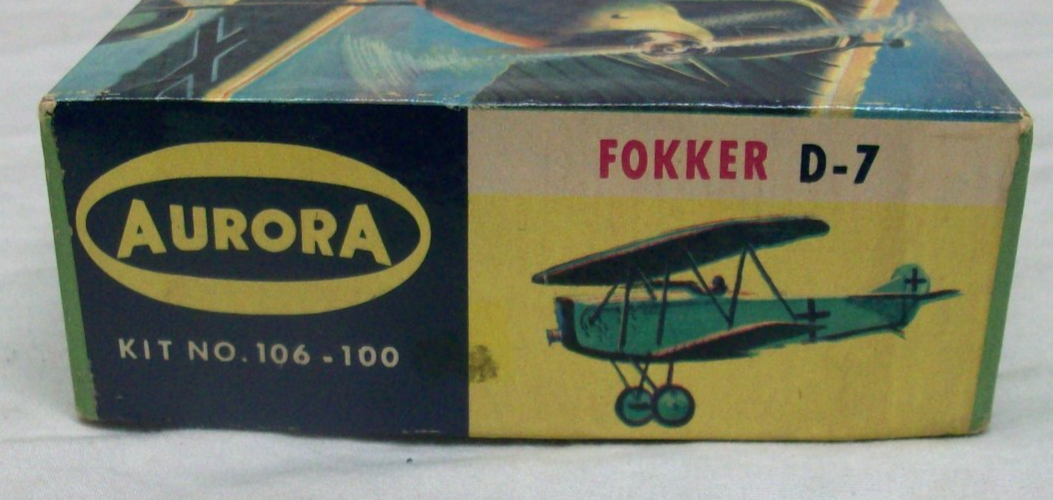 AURORA
KIT NO. 106-100
FOKKER D-7